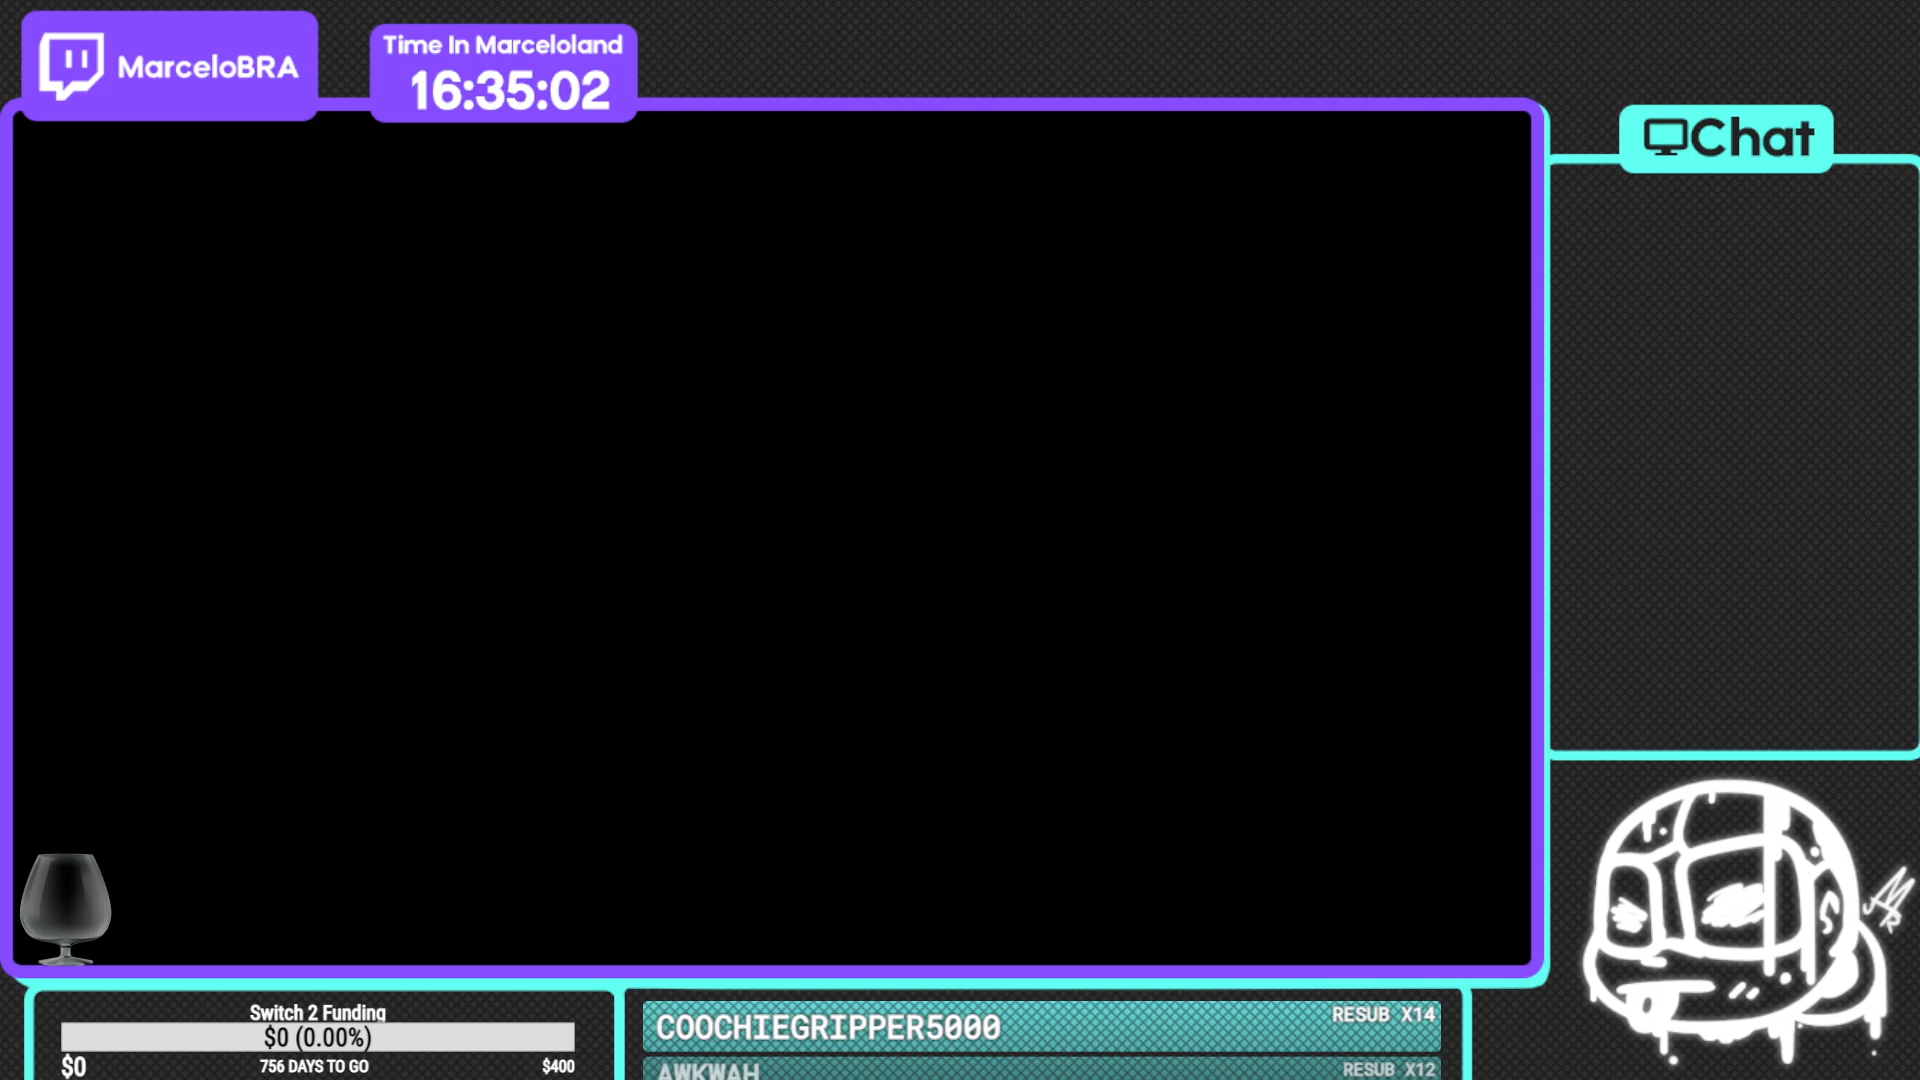 MarceloBRA
Time In Marceloland
16:35:02
Chat
Switch 2 Funding
$0 (0.00%)
$0
756 DAYS TO GO
$400
COOCHIEGRIPPER5000
RESUB X14
AWKWAH
RESUB X12